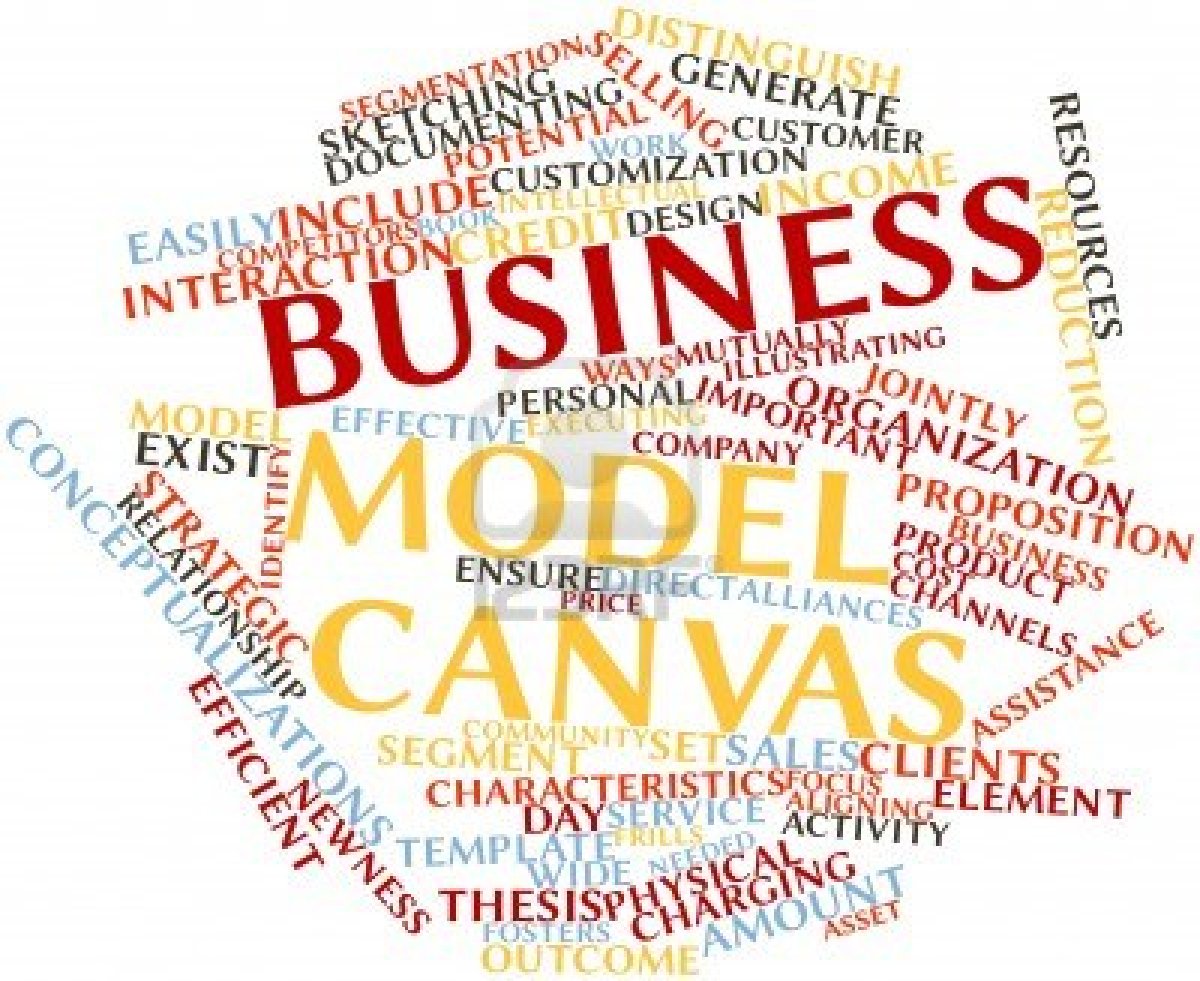 DISTINGUISH
SEGMENTATION
SELLING
GENERATE
SKETCHING
DOCUMENTING
POTENTIAL
WORK
CUSTOMER
CUSTOMIZATION
RESOURCES
INCLUDE
INTELLECTUAL
INCOME
EASILY
COMPETITORS
BOOK
CREDIT
DESIGN
REDUCTION
INTERACTION
BUSINESS
MUTUALLY
WAYS
ILLUSTRATING
PERSONAL
IMPORTANT
ORGANIZATION
JOINTLY
MODEL
EFFECTIVE
EXECUTING
COMPANY
EXIST
CONCEPTUALIZATIONS
STRATEGIC
RELATIONSHIP
IDENTIFY
MODEL
PROPOSITION
BUSINESS
PRODUCT
COST
CHANNELS
ENSURE
DIRECT
ALLIANCES
PRICE
CANVAS
ASSISTANCE
EFFICIENT
COMMUNITY
SEGMENT
SET
SALES
CLIENTS
CHARACTERISTICS
FOCUS
ELEMENT
NEWNESS
DAY
SERVICE
ALIGNING
ACTIVITY
TEMPLATE
FRILLS
WIDE
NEEDED
THESIS
PHYSICAL
CHARGING
AMOUNT
ASSET
FOSTERS
OUTCOME